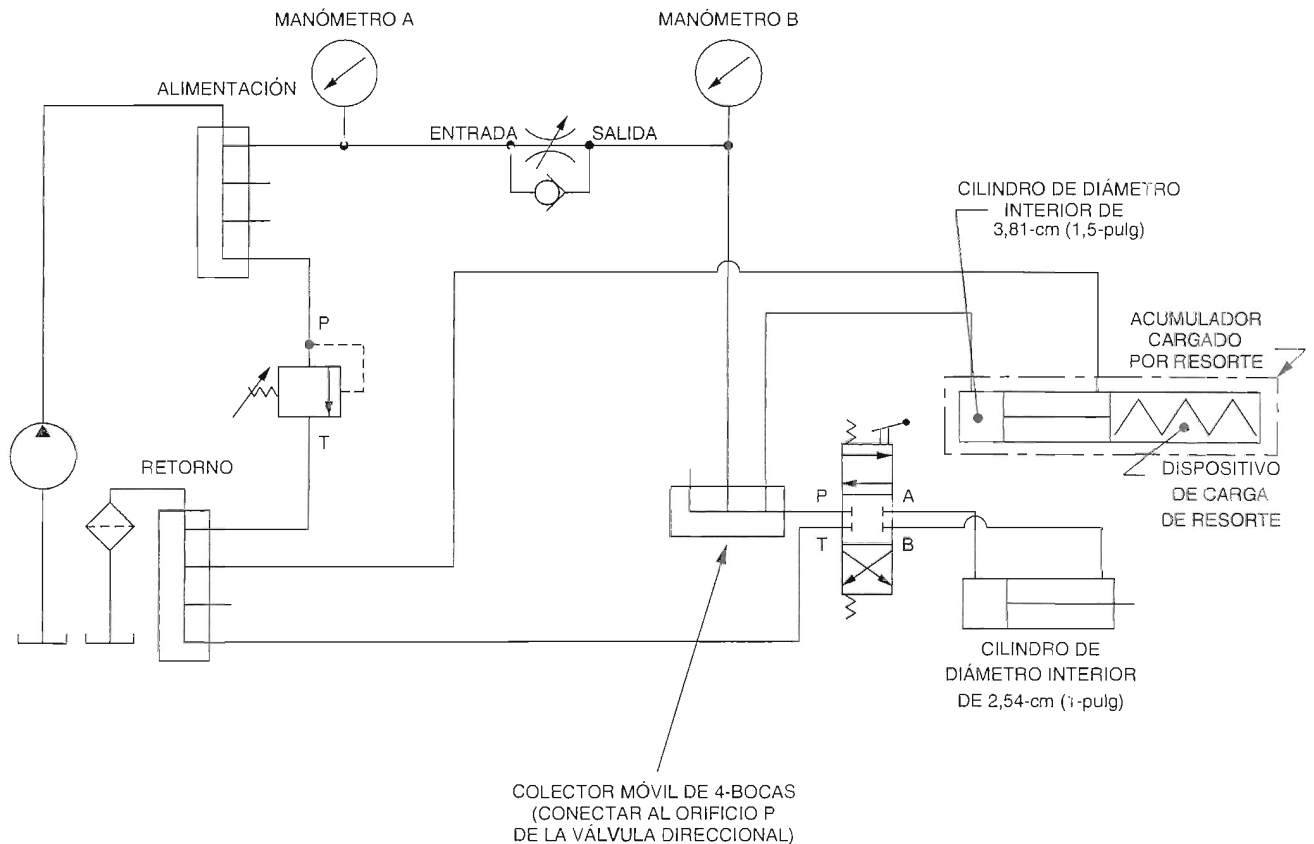 MANÓMETRO A
MANÓMETRO B
ALIMENTACIÓN
ENTRADA
SALIDA
CILINDRO DE DIÁMETRO
INTERIOR DE
3,81-cm (1,5-pulg)
P
ACUMULADOR
CARGADO
POR RESORTE
T
RETORNO
P
A
T
B
DISPOSITIVO
DE CARGA
DE RESORTE
CILINDRO DE
DIÁMETRO INTERIOR
DE 2,54-cm (1-pulg)
COLECTOR MÓVIL DE 4-BOCAS
(CONECTAR AL ORIFICIO P
DE LA VÁLVULA DIRECCIONAL)